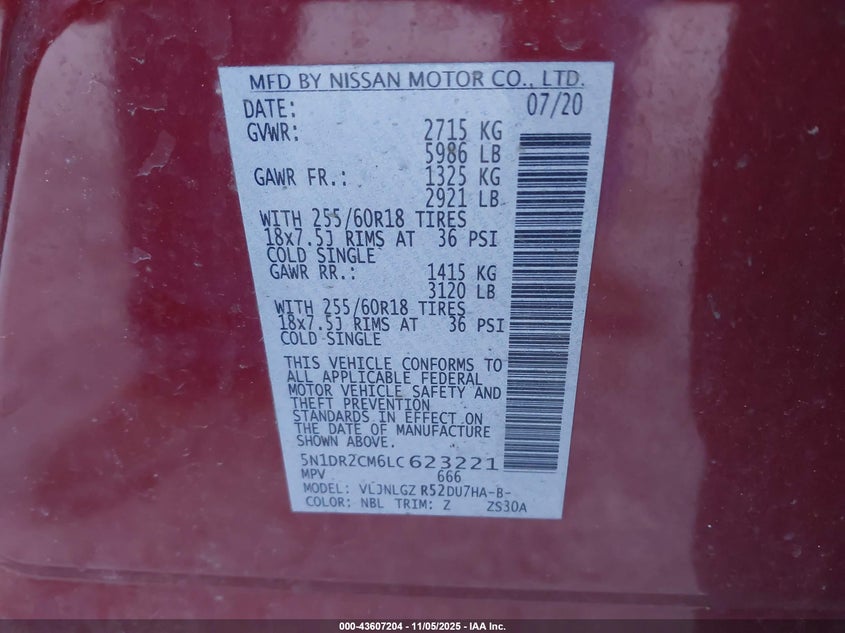 MFD BY NISSAN MOTOR CO., LTD.
DATE: 07/20
GVWR: 2715 KG
5986 LB
GAWR FR.: 1325 KG
2921 LB
WITH 255/60R18 TIRES
18x7.5J RIMS AT 36 PSI
COLD SINGLE
GAWR RR.: 1415 KG
3120 LB
WITH 255/60R18 TIRES
18x7.5J RIMS AT 36 PSI
COLD SINGLE
THIS VEHICLE CONFORMS TO
ALL APPLICABLE FEDERAL
MOTOR VEHICLE SAFETY AND
THEFT PREVENTION
STANDARDS IN EFFECT ON
THE DATE OF MANUFACTURE
SHOWN ABOVE.
5N1DR2CM6LC623221
MPV 666
MODEL: VLJNLGZ R52DU7HA-B-
COLOR: NBL TRIM: Z ZS30A
000-43607204 - 11/05/2025 - IAA Inc.